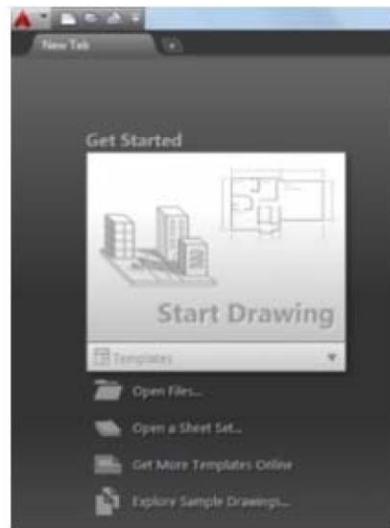 New Tab
Get Started
Start Drawing
Templates
Open Files...
Open a Sheet Set...
Get More Templates Online
Explore Sample Drawings...